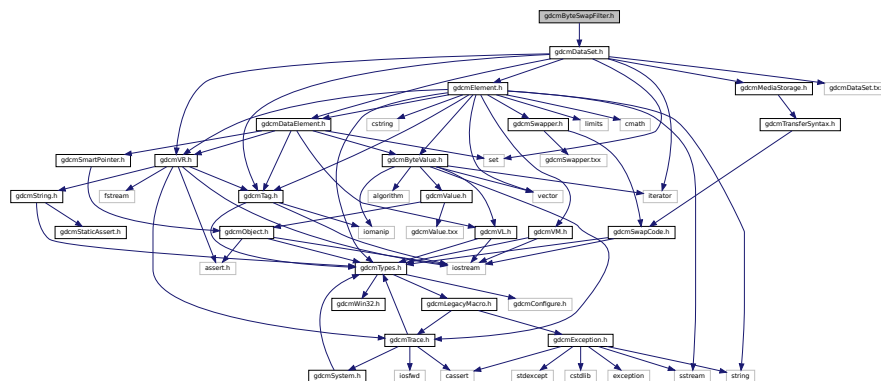 gdcmByteSwapFilter.h
gdcmDataSet.h
gdcmElement.h
gdcmMediaStorage.h
gdcmDataSet.tx
gdcmDataElement.h
cstring
gdcmSwapper.h
limits
cmath
gdcmTransferSyntax.h
gdcmSmartPointer.h
gdcmVR.h
gdcmByteValue.h
set
gdcmSwapper.txx
gdcmString.h
fstream
gdcmTag.h
algorithm
gdcmValue.h
vector
iterator
gdcmStaticAssert.h
gdcmObject.h
iomanip
gdcmValue.txx
gdcmVL.h
gdcmVM.h
gdcmSwapCode.h
assert.h
gdcmTypes.h
iostream
gdcmWin32.h
gdcmLegacyMacro.h
gdcmConfigure.h
gdcmTrace.h
gdcmException.h
gdcmSystem.h
iosfwd
cassert
stdexcept
cstdlib
exception
sstream
string